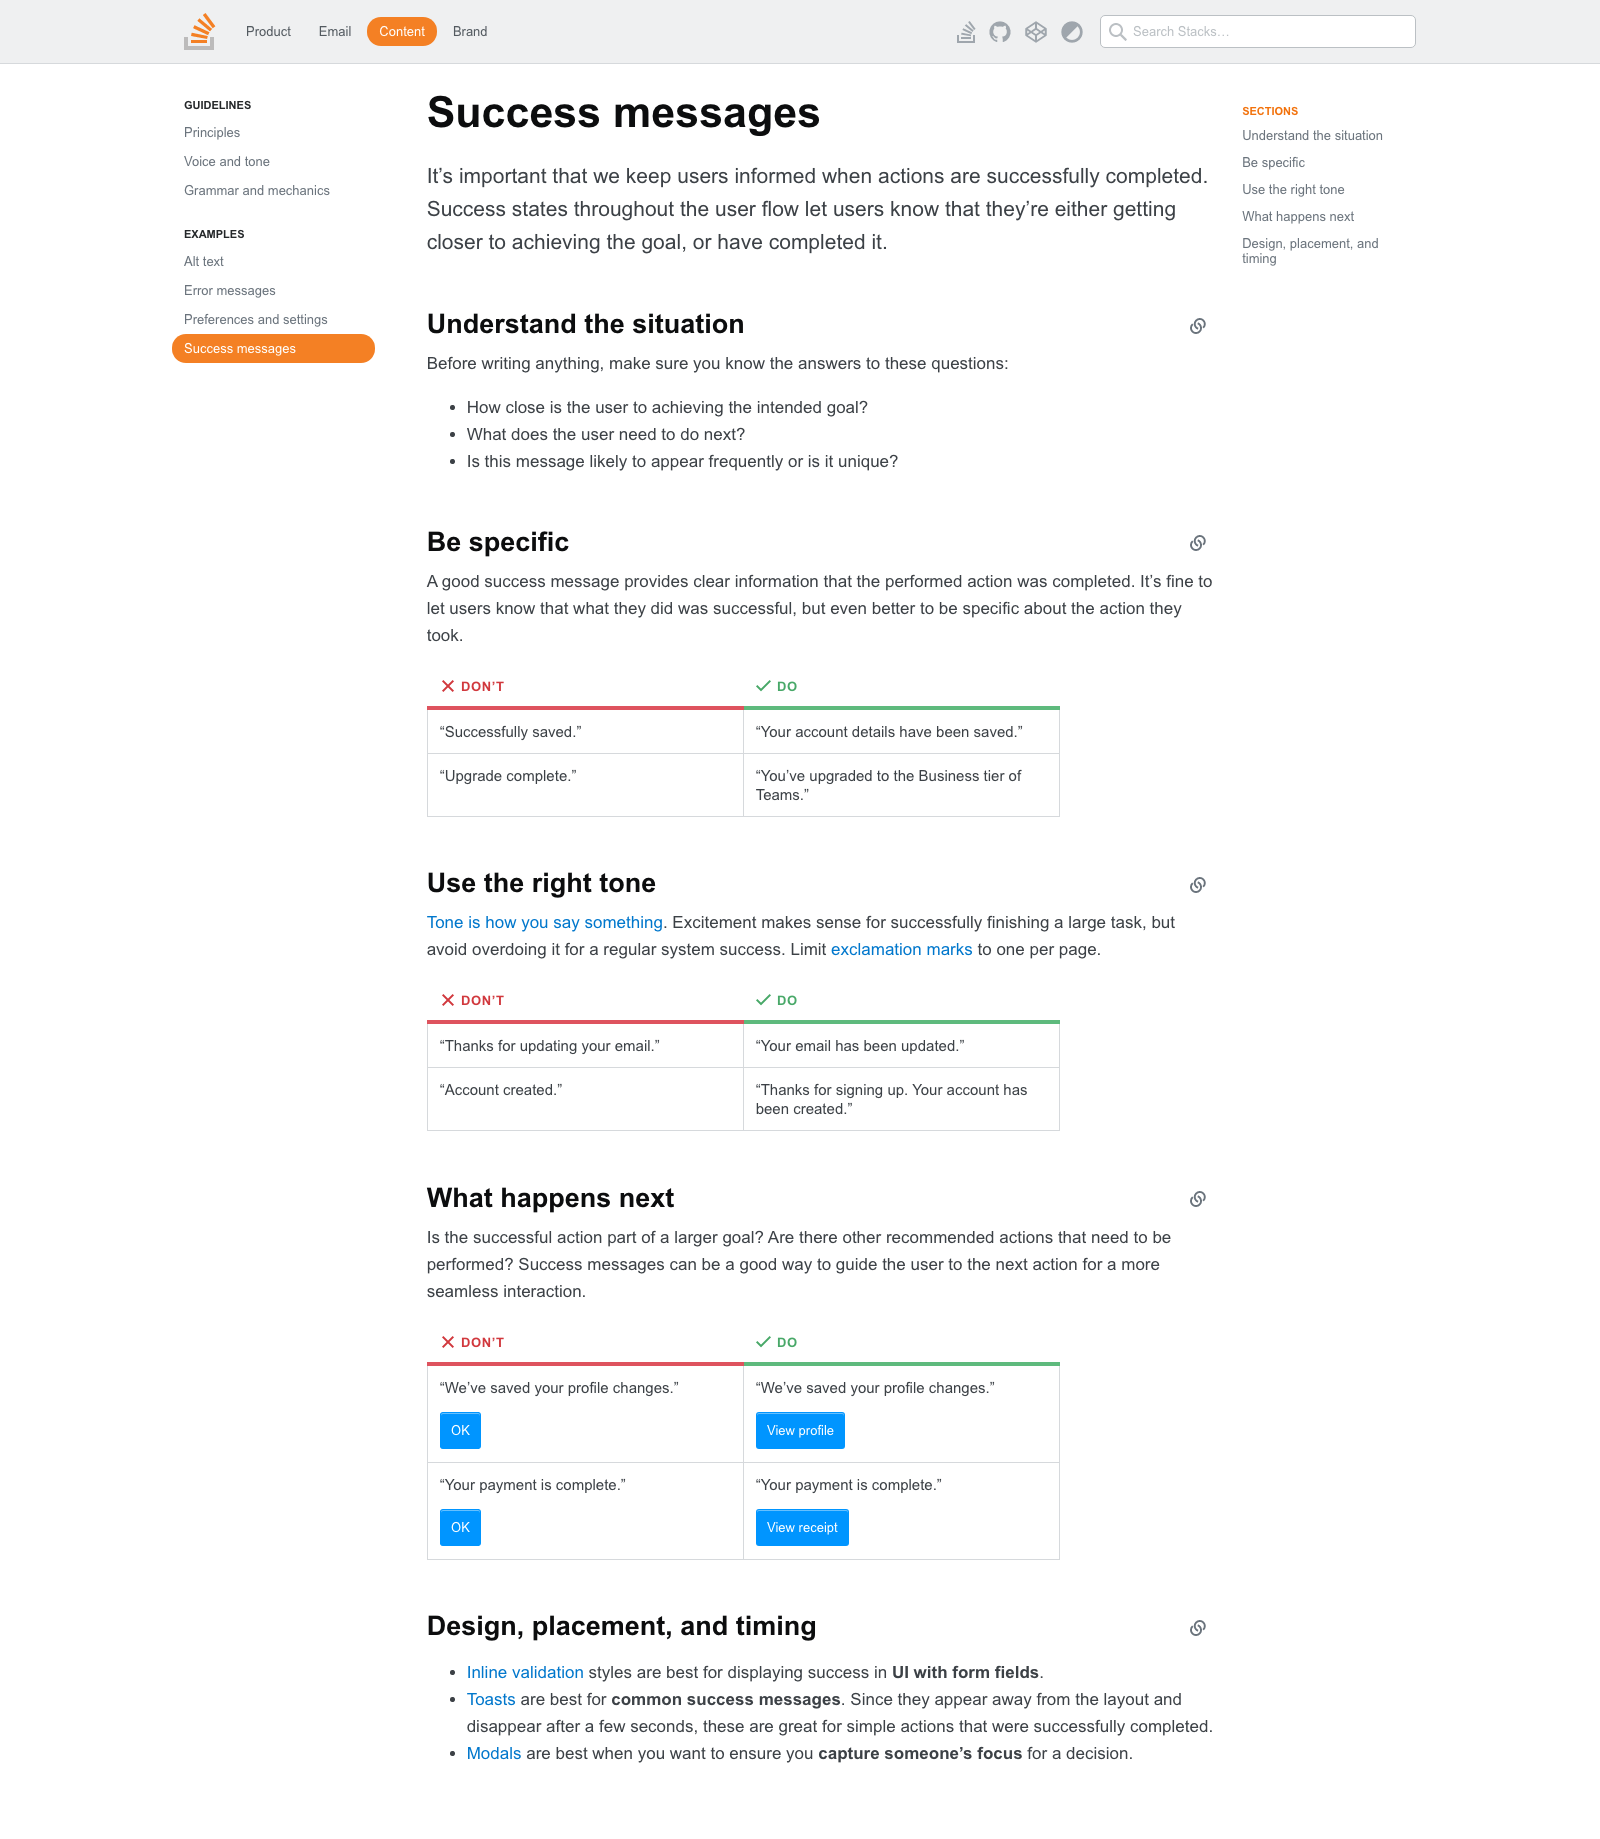 Product Email Content Brand Search Stacks…
GUIDELINES
Principles
Voice and tone
Grammar and mechanics
EXAMPLES
Alt text
Error messages
Preferences and settings
Success messages
Success messages
It’s important that we keep users informed when actions are successfully completed.
Success states throughout the user flow let users know that they’re either getting
closer to achieving the goal, or have completed it.
SECTIONS
Understand the situation
Be specific
Use the right tone
What happens next
Design, placement, and
timing
Understand the situation
Before writing anything, make sure you know the answers to these questions:
• How close is the user to achieving the intended goal?
• What does the user need to do next?
• Is this message likely to appear frequently or is it unique?
Be specific
A good success message provides clear information that the performed action was completed. It’s fine to
let users know that what they did was successful, but even better to be specific about the action they
took.
DON’T DO
“Successfully saved.” “Your account details have been saved.”
“Upgrade complete.” “You’ve upgraded to the Business tier of
Teams.”
Use the right tone
Tone is how you say something. Excitement makes sense for successfully finishing a large task, but
avoid overdoing it for a regular system success. Limit exclamation marks to one per page.
DON’T DO
“Thanks for updating your email.” “Your email has been updated.”
“Account created.” “Thanks for signing up. Your account has
been created.”
What happens next
Is the successful action part of a larger goal? Are there other recommended actions that need to be
performed? Success messages can be a good way to guide the user to the next action for a more
seamless interaction.
DON’T DO
“We’ve saved your profile changes.” “We’ve saved your profile changes.”
OK View profile
“Your payment is complete.” “Your payment is complete.”
OK View receipt
Design, placement, and timing
• Inline validation styles are best for displaying success in UI with form fields.
• Toasts are best for common success messages. Since they appear away from the layout and
disappear after a few seconds, these are great for simple actions that were successfully completed.
• Modals are best when you want to ensure you capture someone’s focus for a decision.